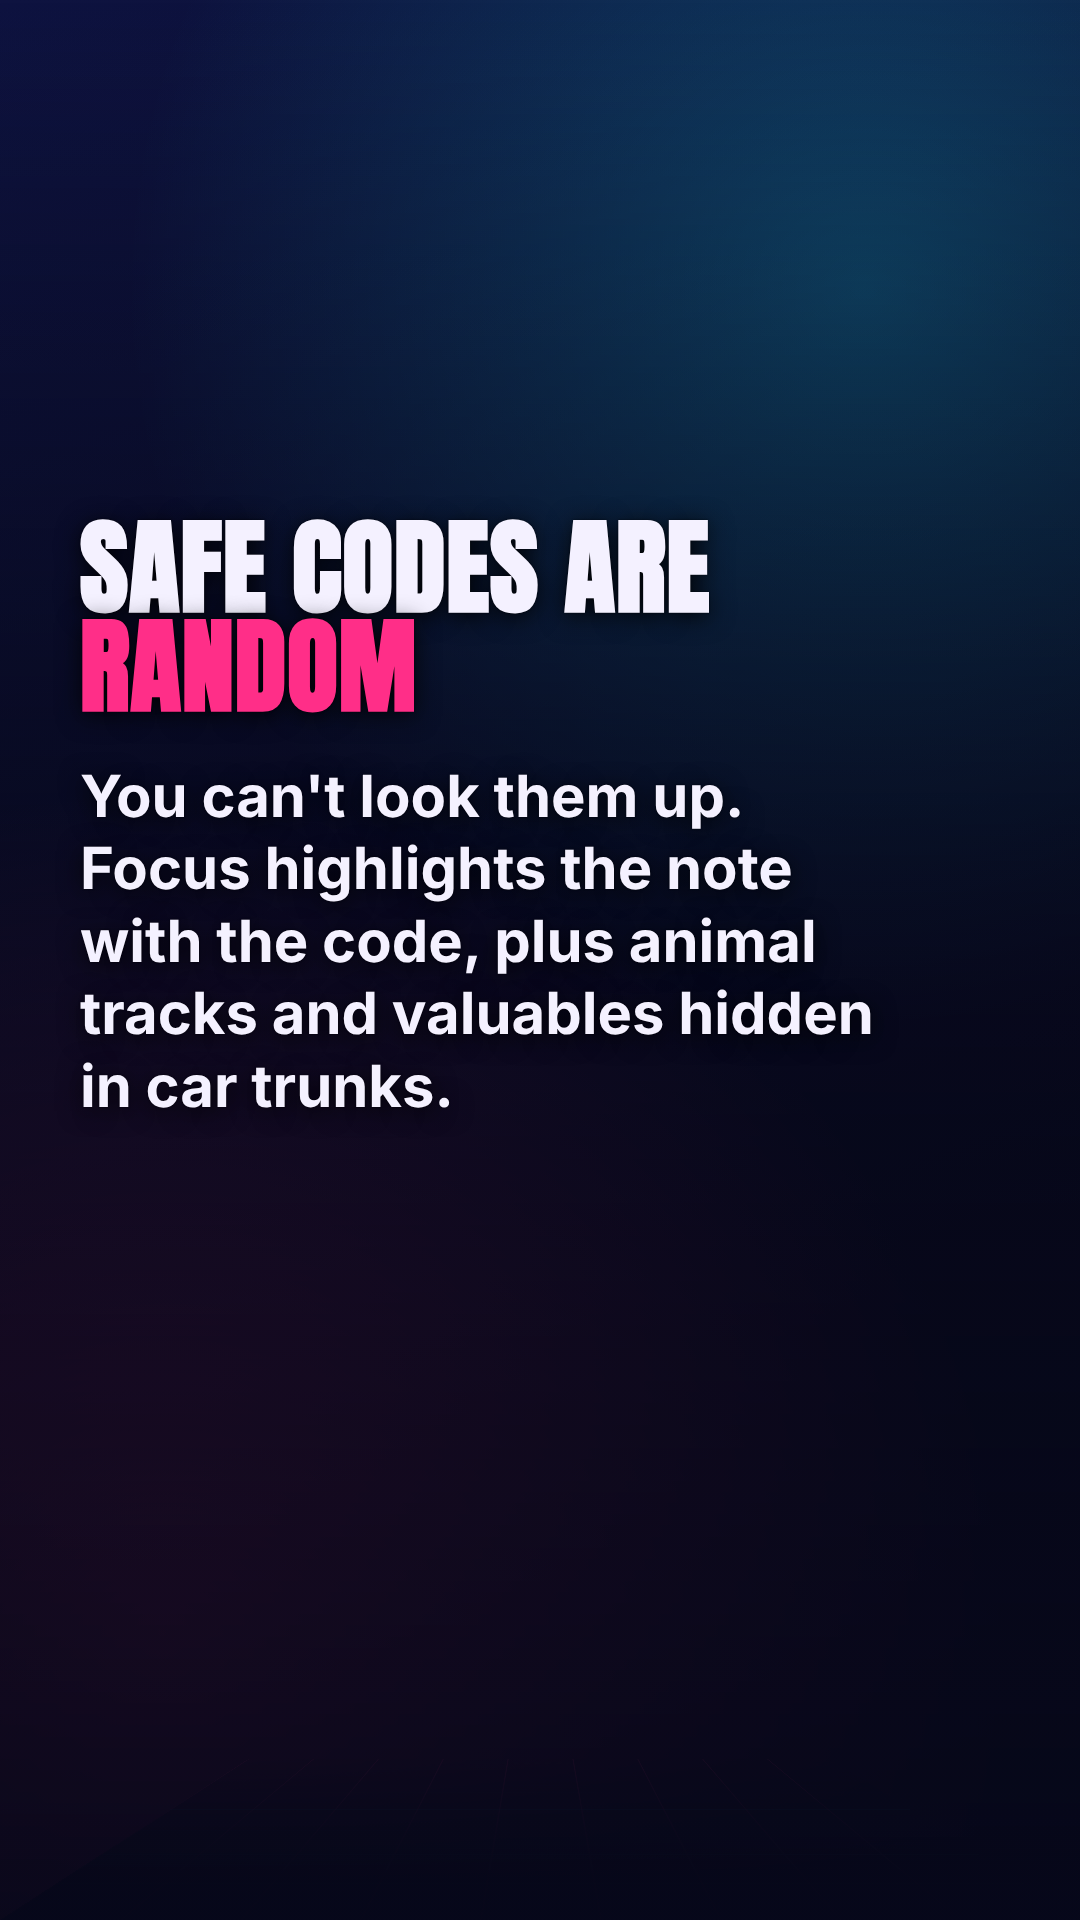 SAFE CODES ARE
RANDOM
You can't look them up.
Focus highlights the note
with the code, plus animal
tracks and valuables hidden
in car trunks.